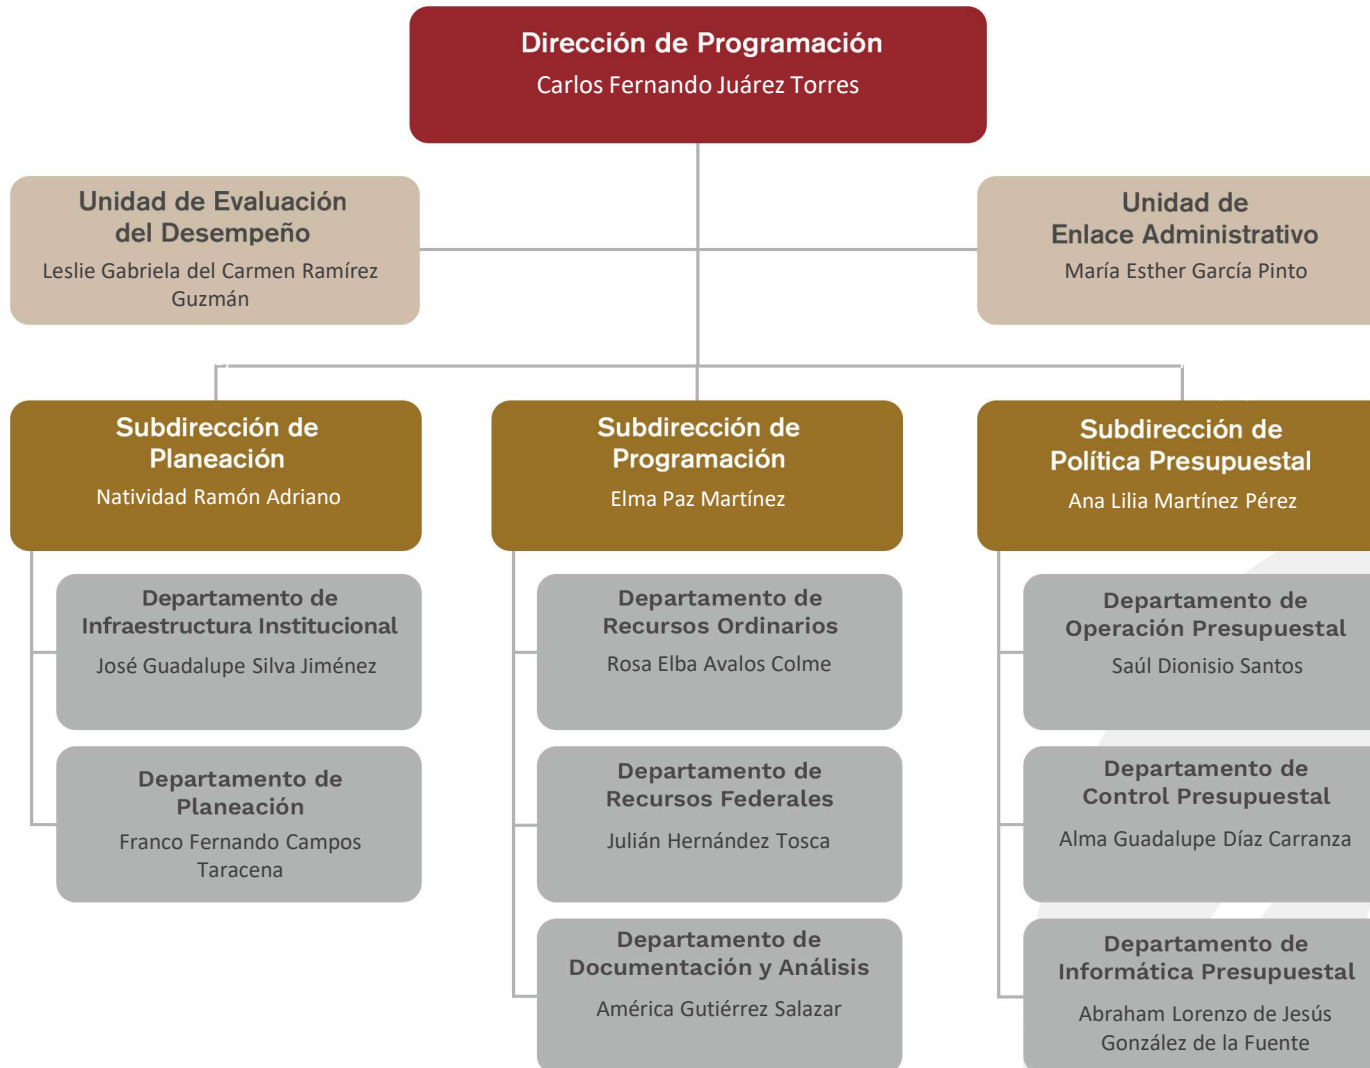 Dirección de Programación
Carlos Fernando Juárez Torres
Unidad de Evaluación
del Desempeño
Leslie Gabriela del Carmen Ramírez
Guzmán
Unidad de
Enlace Administrativo
María Esther García Pinto
Subdirección de
Planeación
Natividad Ramón Adriano
Subdirección de
Programación
Elma Paz Martínez
Subdirección de
Política Presupuestal
Ana Lilia Martínez Pérez
Departamento de
Infraestructura Institucional
José Guadalupe Silva Jiménez
Departamento de
Planeación
Franco Fernando Campos
Taracena
Departamento de
Recursos Ordinarios
Rosa Elba Avalos Colme
Departamento de
Recursos Federales
Julián Hernández Tosca
Departamento de
Documentación y Análisis
América Gutiérrez Salazar
Departamento de
Operación Presupuestal
Saúl Dionisio Santos
Departamento de
Control Presupuestal
Alma Guadalupe Díaz Carranza
Departamento de
Informática Presupuestal
Abraham Lorenzo de Jesús
González de la Fuente